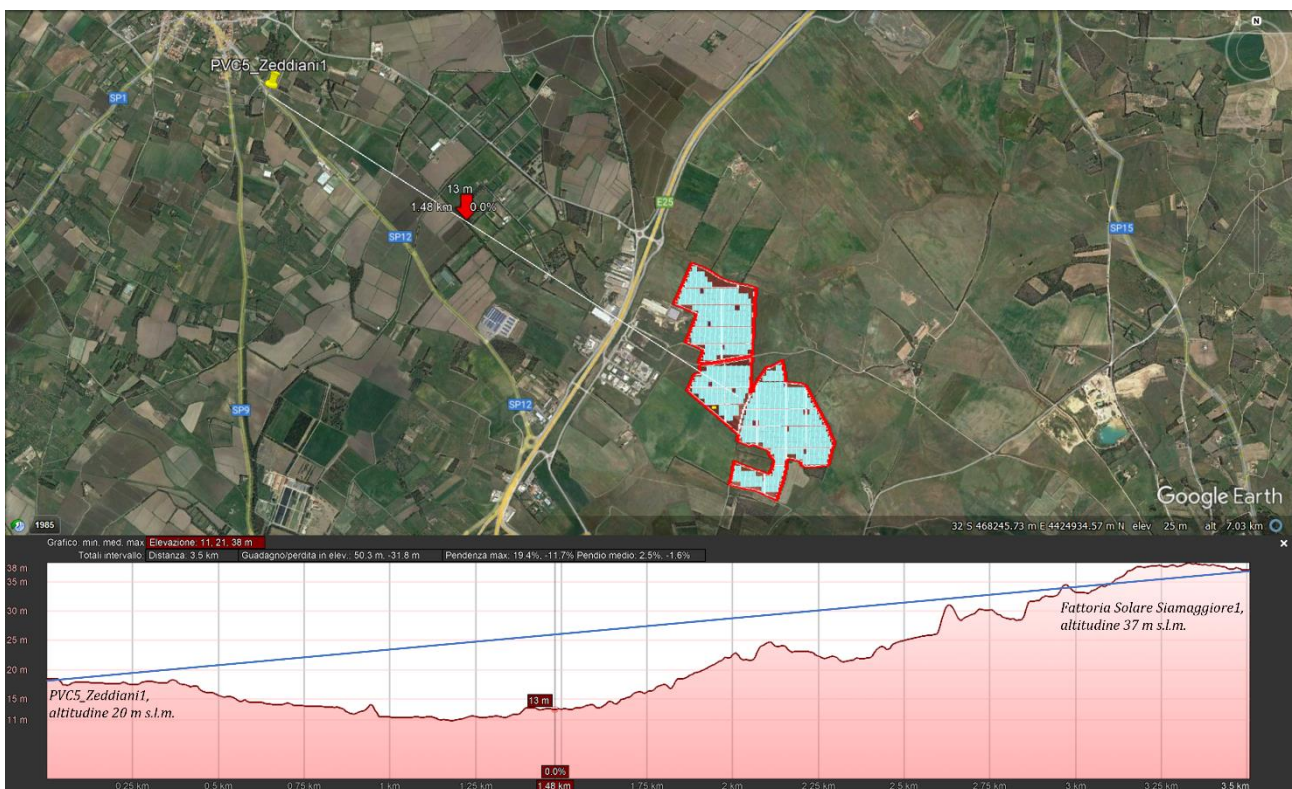 N
PVC5_Zeddiani1
SP1
13 m
1.48 km 0.0%
E25
SP12
SP15
SP9
SP12
Google Earth
1985
32 S 468245.73 m E 4424934.57 m N elev 25 m alt 7.03 km
Grafico: min. med. max Elevazione: 11, 21, 38 m
Totali intervallo: Distanza: 3.5 km Guadagno/perdita in elev.: 50.3 m, -31.8 m Pendenza max: 19.4%, -11.7% Pendio medio: 2.5%, -1.6%
38 m
35 m
30 m
25 m
20 m
15 m
11 m
Fattoria Solare Siamaggiore1,
altitudine 37 m s.l.m.
PVC5_Zeddiani1,
altitudine 20 m s.l.m.
13 m
0.0%
0.25 km 0.5 km 0.75 km 1 km 1.25 km 1.48 km 1.75 km 2 km 2.25 km 2.5 km 2.75 km 3 km 3.25 km 3.5 km